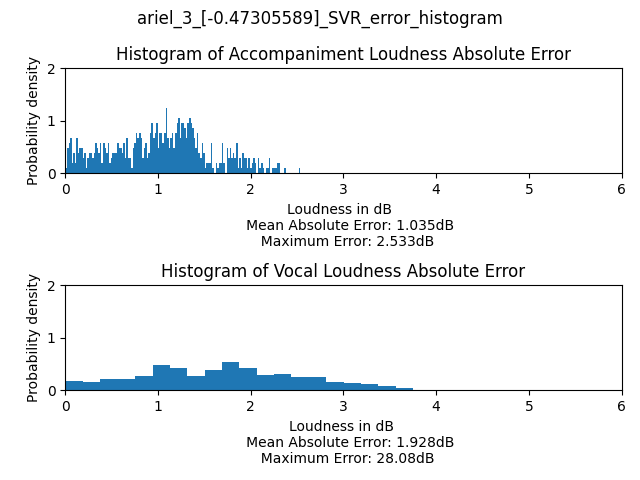 ariel_3_[-0.47305589]_SVR_error_histogram
Histogram of Accompaniment Loudness Absolute Error
Probability density
2
1
0
0 1 2 3 4 5 6
Loudness in dB
Mean Absolute Error: 1.035dB
Maximum Error: 2.533dB
Histogram of Vocal Loudness Absolute Error
Probability density
2
1
0
0 1 2 3 4 5 6
Loudness in dB
Mean Absolute Error: 1.928dB
Maximum Error: 28.08dB